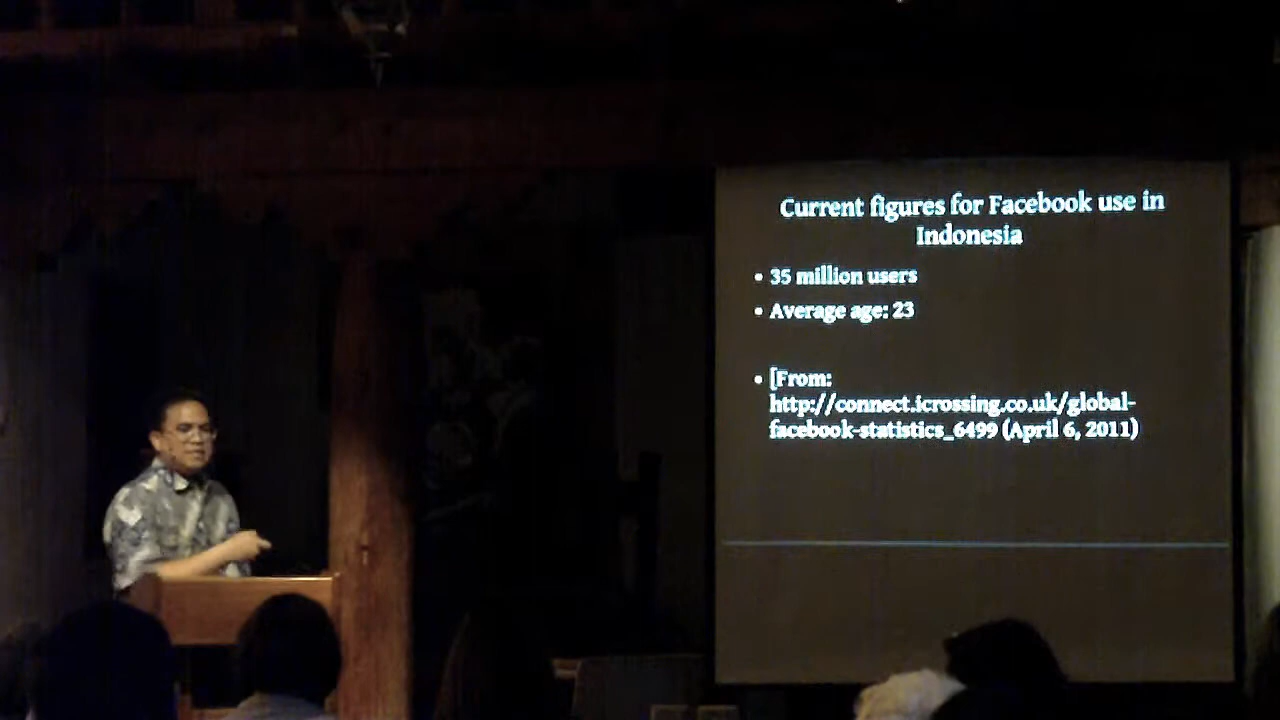 Current figures for Facebook use in
Indonesia
• 35 million users
• Average age: 23
• [From:
http://connect.icrossing.co.uk/global-
facebook-statistics_6499 (April 6, 2011)